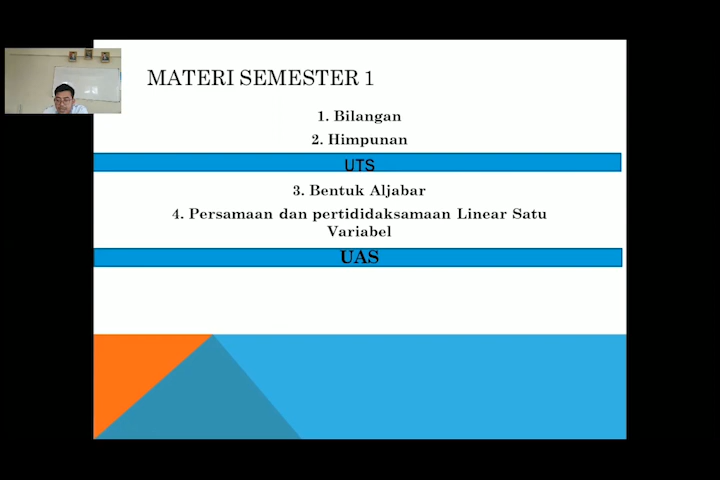 MATERI SEMESTER 1
1. Bilangan
2. Himpunan
UTS
3. Bentuk Aljabar
4. Persamaan dan pertididaksamaan Linear Satu
Variabel
UAS